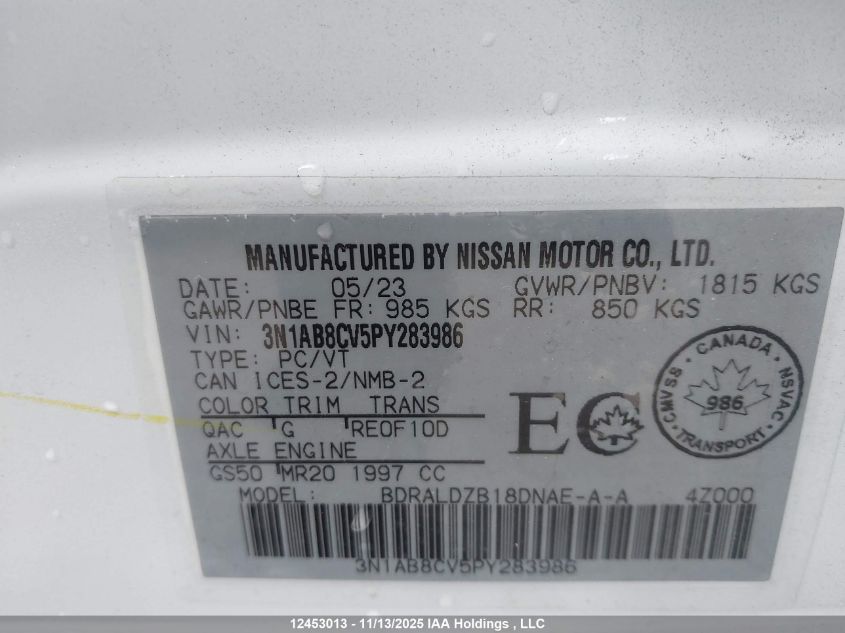 MANUFACTURED BY NISSAN MOTOR CO., LTD.
DATE: 05/23 GVWR/PNBV: 1815 KGS
GAWR/PNBE FR: 985 KGS RR: 850 KGS
VIN: 3N1AB8CV5PY283986
TYPE: PC/VT
CAN ICES-2/NMB-2
COLOR TRIM TRANS
QAC G RE0F10D
AXLE ENGINE
GS50 MR20 1997 CC
EC
CANADA
CMVSS 986 NSVAC
TRANSPORT
MODEL: BDRALDZB18DNAE-A-A 4Z000
3N1AB8CV5PY283986
12453013 - 11/13/2025 IAA Holdings , LLC